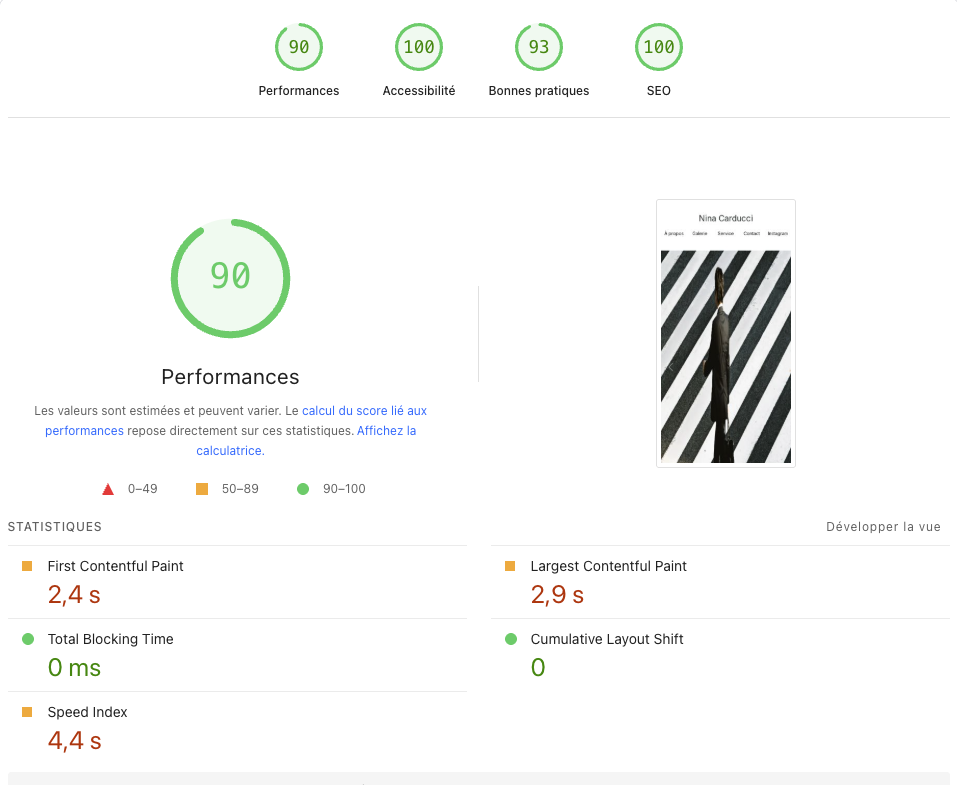 90
100
93
100
Performances
Accessibilité
Bonnes pratiques
SEO
90
Performances
Les valeurs sont estimées et peuvent varier. Le calcul du score lié aux
performances repose directement sur ces statistiques. Affichez la
calculatrice.
0–49
50–89
90–100
Nina Carducci
À propos
Galerie
Service
Contact
Instagram
STATISTIQUES
Développer la vue
First Contentful Paint
2,4 s
Largest Contentful Paint
2,9 s
Total Blocking Time
0 ms
Cumulative Layout Shift
0
Speed Index
4,4 s